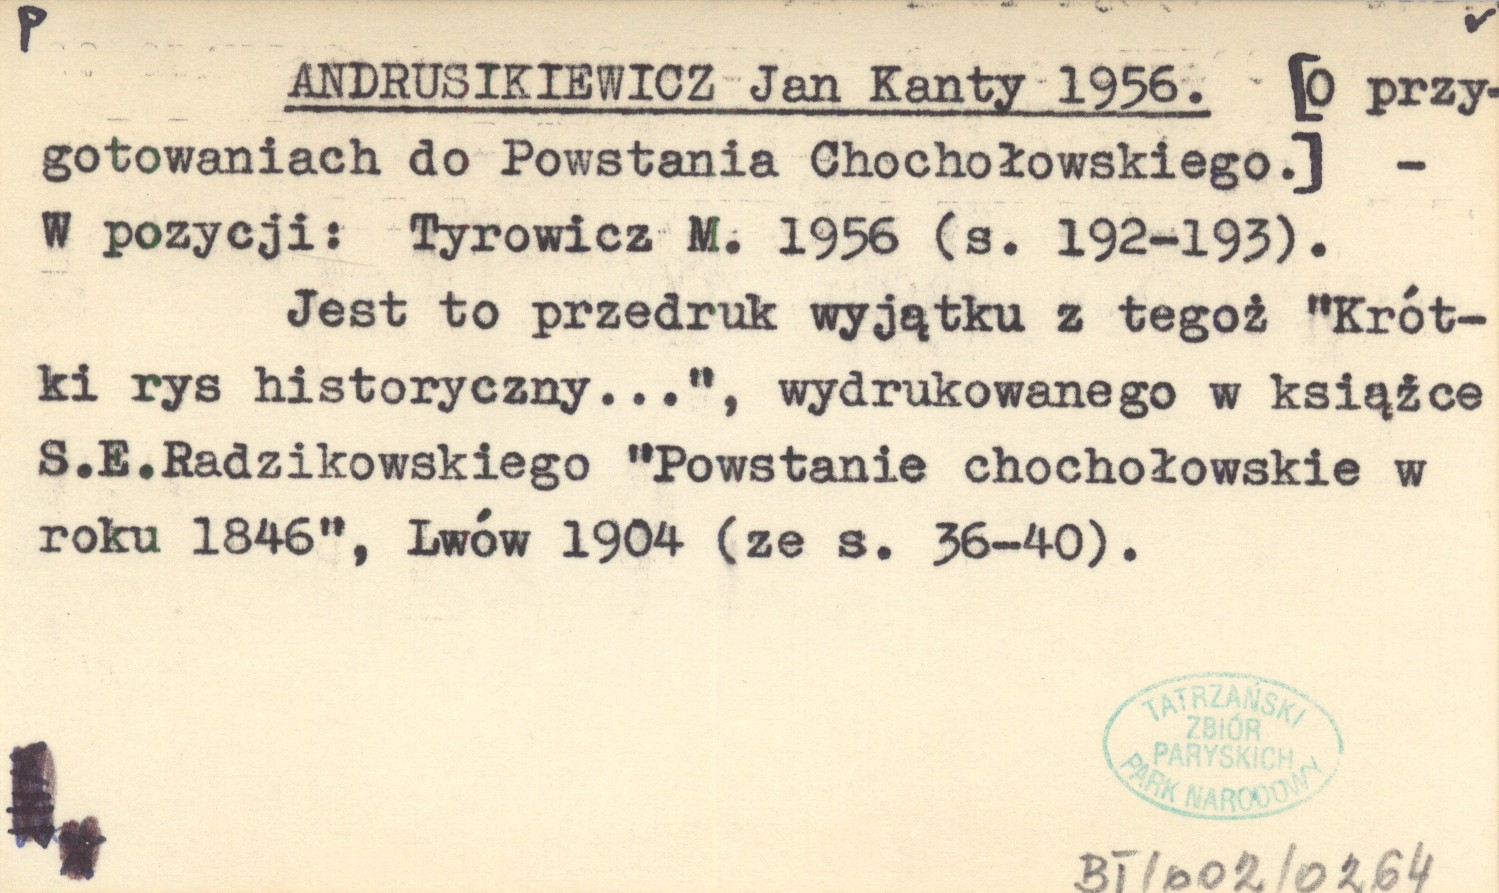 P
ANDRUSIKIEWICZ Jan Kanty 1956. [O przy-
gotowaniach do Powstania Chochołowskiego.] -
W pozycji: Tyrowicz M. 1956 (s. 192-193).
Jest to przedruk wyjątku z tegoż "Krót-
ki rys historyczny...", wydrukowanego w książce
S.E.Radzikowskiego "Powstanie chochołowskie w
roku 1846", Lwów 1904 (ze s. 36-40).
TATRZAŃSKI
ZBIÓR
PARYSKICH
PARK NARODOWY
BI/002/0264